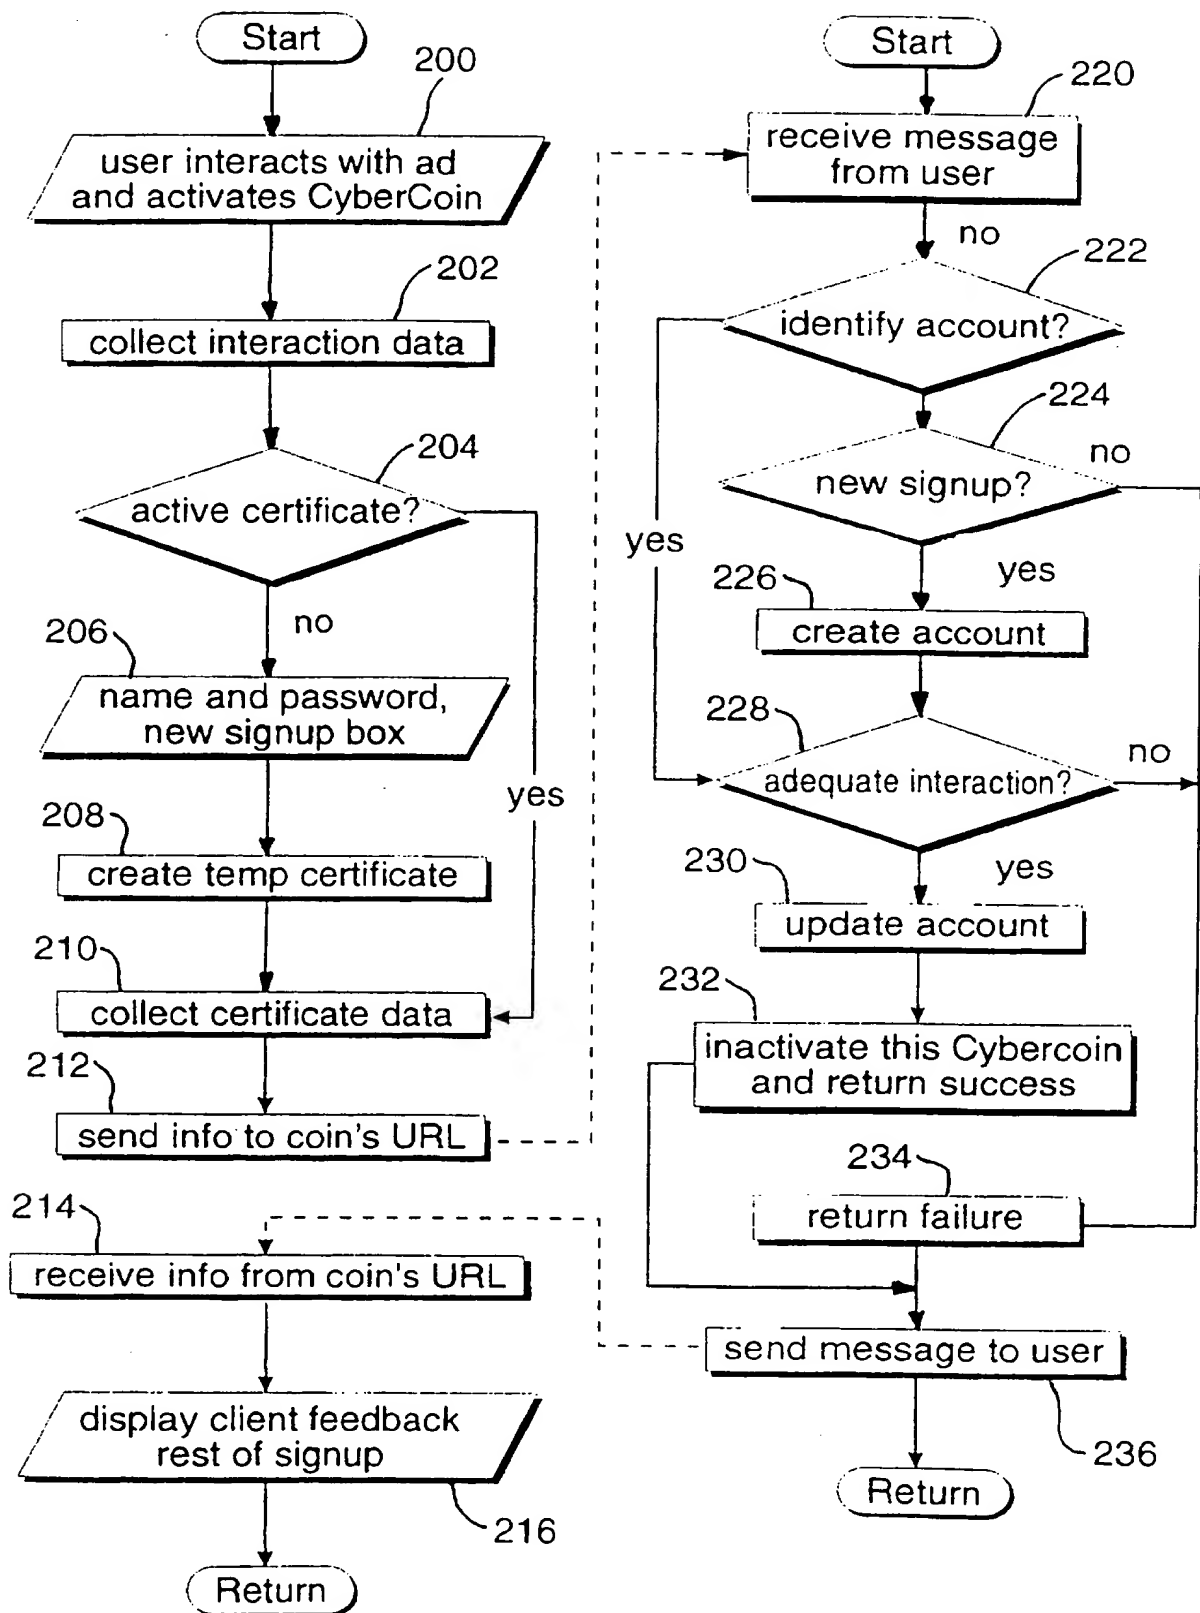 Start
200
user interacts with ad
and activates CyberCoin
202
collect interaction data
204
active certificate?
no
yes
206
name and password,
new signup box
208
create temp certificate
210
collect certificate data
212
send info to coin's URL
214
receive info from coin's URL
display client feedback
rest of signup
216
Return
Start
220
receive message
from user
no
222
identify account?
224
new signup?
no
yes
yes
226
create account
228
adequate interaction?
no
yes
230
update account
232
inactivate this Cybercoin
and return success
234
return failure
send message to user
236
Return